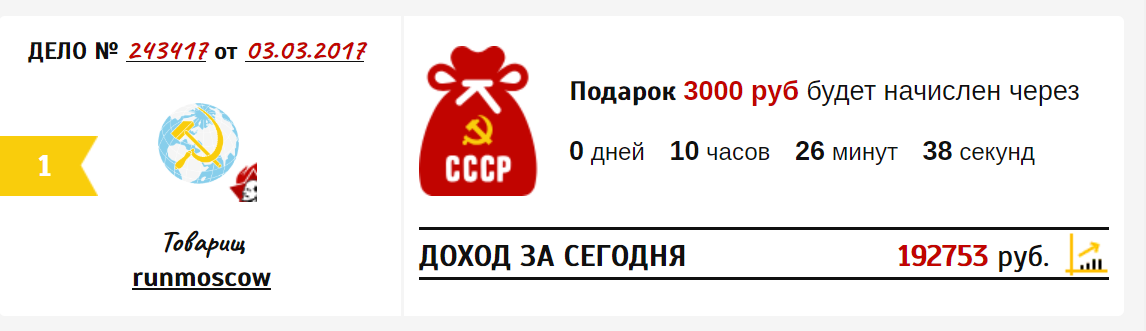 ДЕЛО № 243417 от 03.03.2017
1
Товарищ
runmoscow
СССР
Подарок 3000 руб будет начислен через
0 дней 10 часов 26 минут 38 секунд
ДОХОД ЗА СЕГОДНЯ 192753 руб.